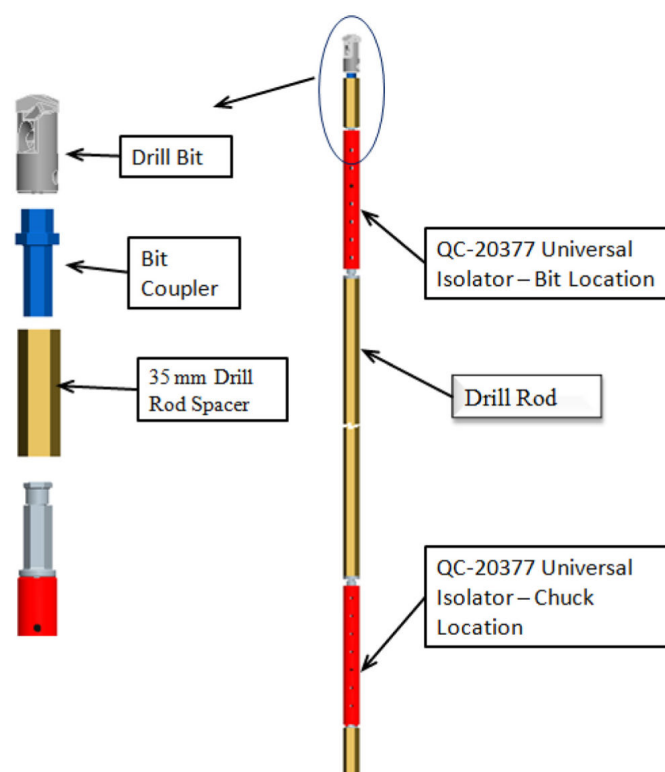 Drill Bit
Bit
Coupler
35 mm Drill
Rod Spacer
QC-20377 Universal
Isolator – Bit Location
Drill Rod
QC-20377 Universal
Isolator – Chuck
Location